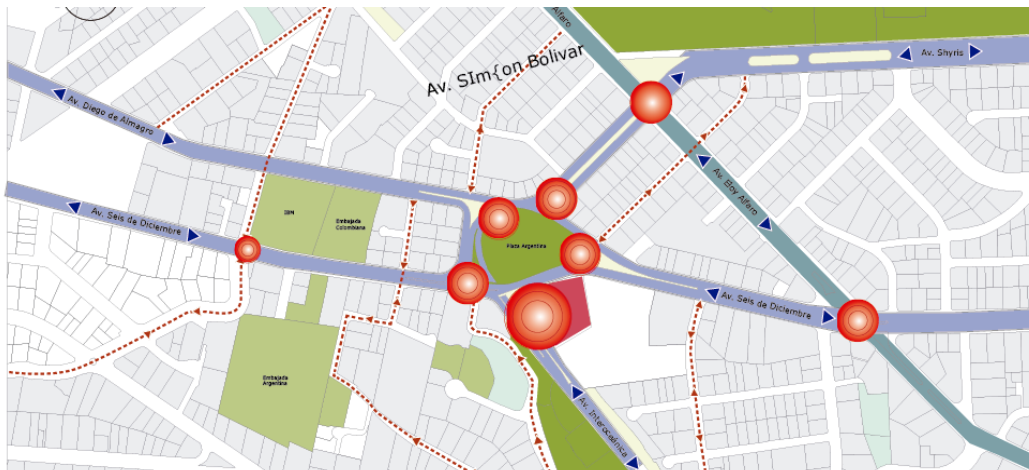 Alfaro
Av. Shyris
Av. SIm{on Bolivar
Av. Diego de Almagro
Av. Eloy Alfaro
Av. Seis de Diciembre
IBM
Embajada
Colombiana
Plaza Argentina
Av. Seis de Diciembre
Embajada
Argentina
Av. Interoceánica